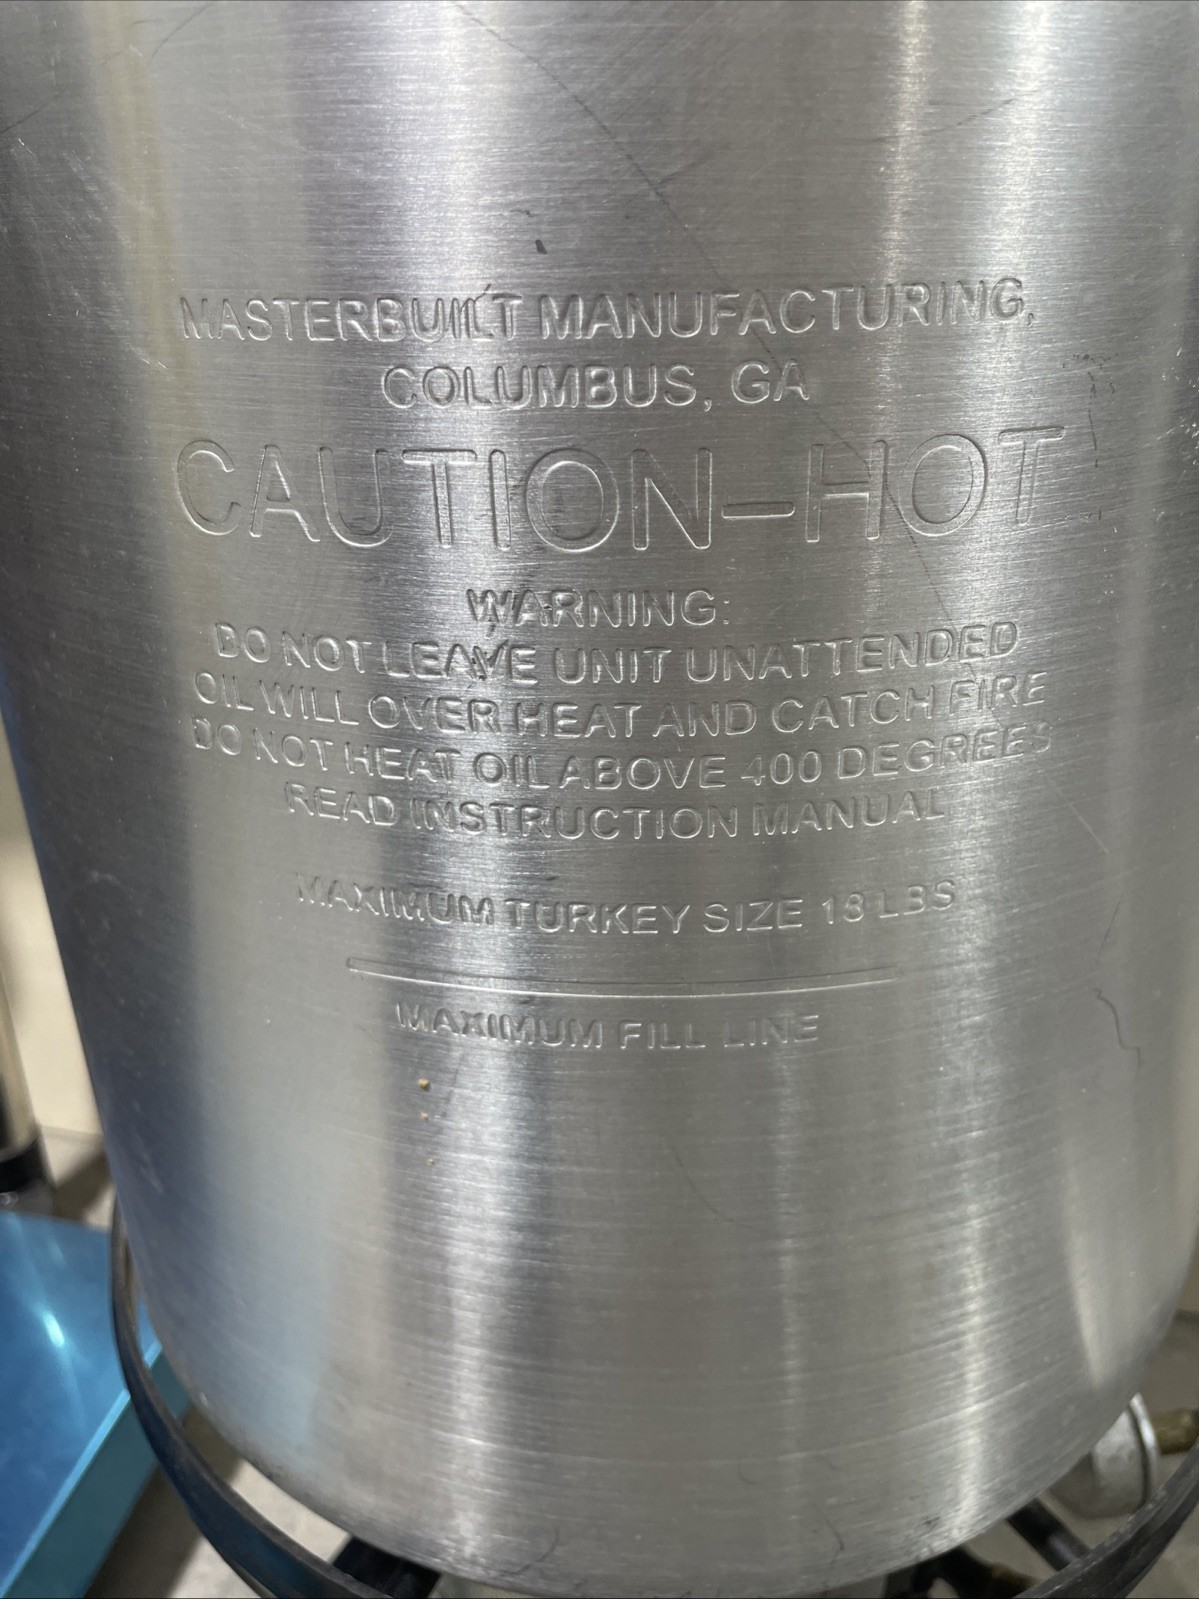 MASTERBUILT MANUFACTURING,
COLUMBUS, GA
CAUTION-HOT
WARNING:
DO NOT LEAVE UNIT UNATTENDED
OIL WILL OVER HEAT AND CATCH FIRE
DO NOT HEAT OIL ABOVE 400 DEGREES
READ INSTRUCTION MANUAL
MAXIMUM TURKEY SIZE 18 LBS
MAXIMUM FILL LINE